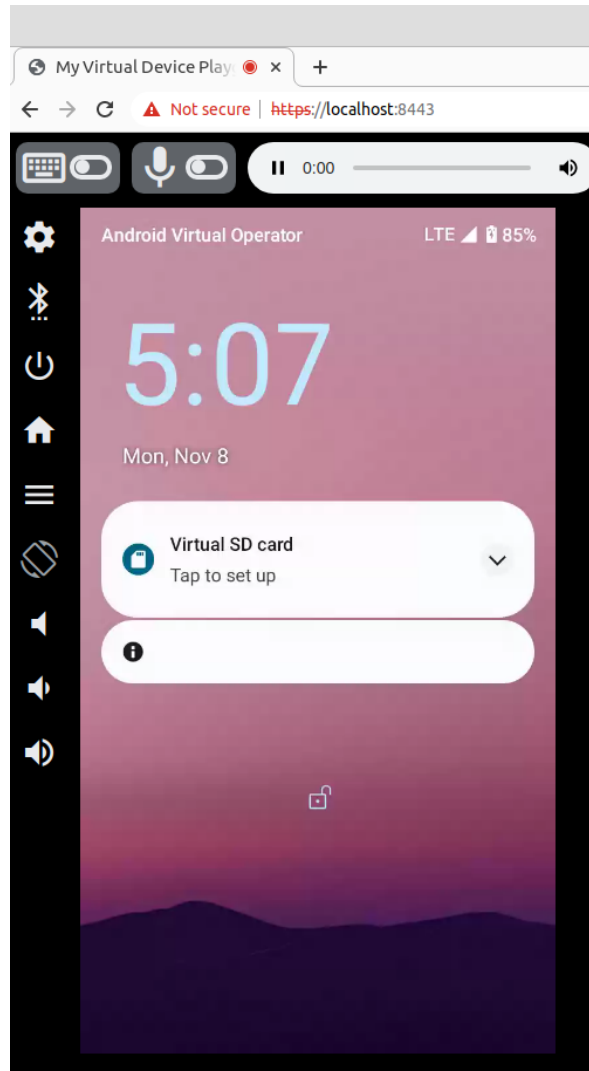 My Virtual Device Play
Not secure | https://localhost:8443
0:00
Android Virtual Operator LTE 85%
5:07
Mon, Nov 8
Virtual SD card
Tap to set up